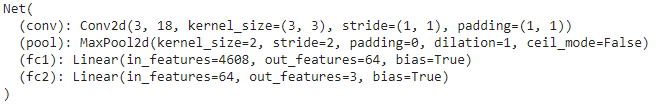 Net(
  (conv): Conv2d(3, 18, kernel_size=(3, 3), stride=(1, 1), padding=(1, 1))
  (pool): MaxPool2d(kernel_size=2, stride=2, padding=0, dilation=1, ceil_mode=False)
  (fc1): Linear(in_features=4608, out_features=64, bias=True)
  (fc2): Linear(in_features=64, out_features=3, bias=True)
)